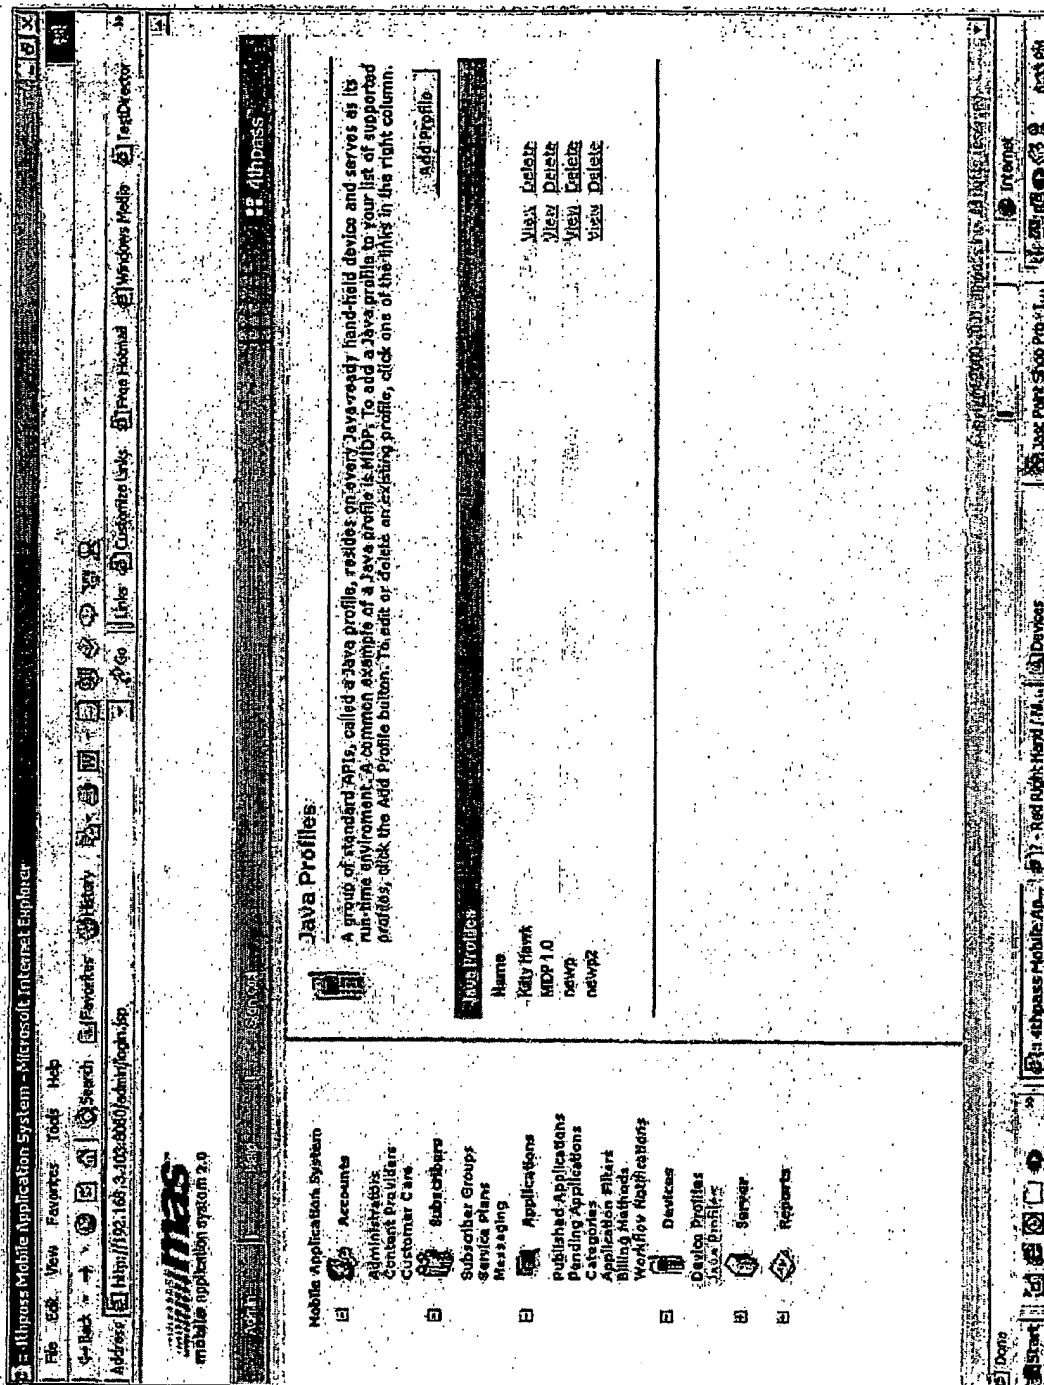 4thpass Mobile Application System - Microsoft Internet Explorer
File Edit View Favorites Tools Help
Back Search Favorites History
Address http://192.168.3.103:8080/admin/login.jsp Go Links Customize Links Free Hotmail Windows Media TestDirector
mas
mobile application system 2.0
4thpass
Mobile Application System
Accounts
Administrators
Content Providers
Customer Care
Subscribers
Subscriber Groups
Service Plans
Messaging
Applications
Published Applications
Pending Applications
Categories
Application Filters
Billing Methods
Workflow Notifications
Devices
Device Profiles
Java Profiles
Server
Reports
Java Profiles
A group of standard APIs, called a Java profile, resides on every Java-ready hand-held device and serves as its
run-time enviroment. A common example of a Java profile is MIDP. To add a Java profile to your list of supported
profiles, click the Add Profile button. To edit or delete an existing profile, click one of the links in the right column.
Add Profile
Java Profiles
Name
Kitty Hawk View Delete
MIDP 1.0 View Delete
newp View Delete
newp2 View Delete
Done Internet
Start 4thpass Mobile Ap... - Red Right Hand Devices